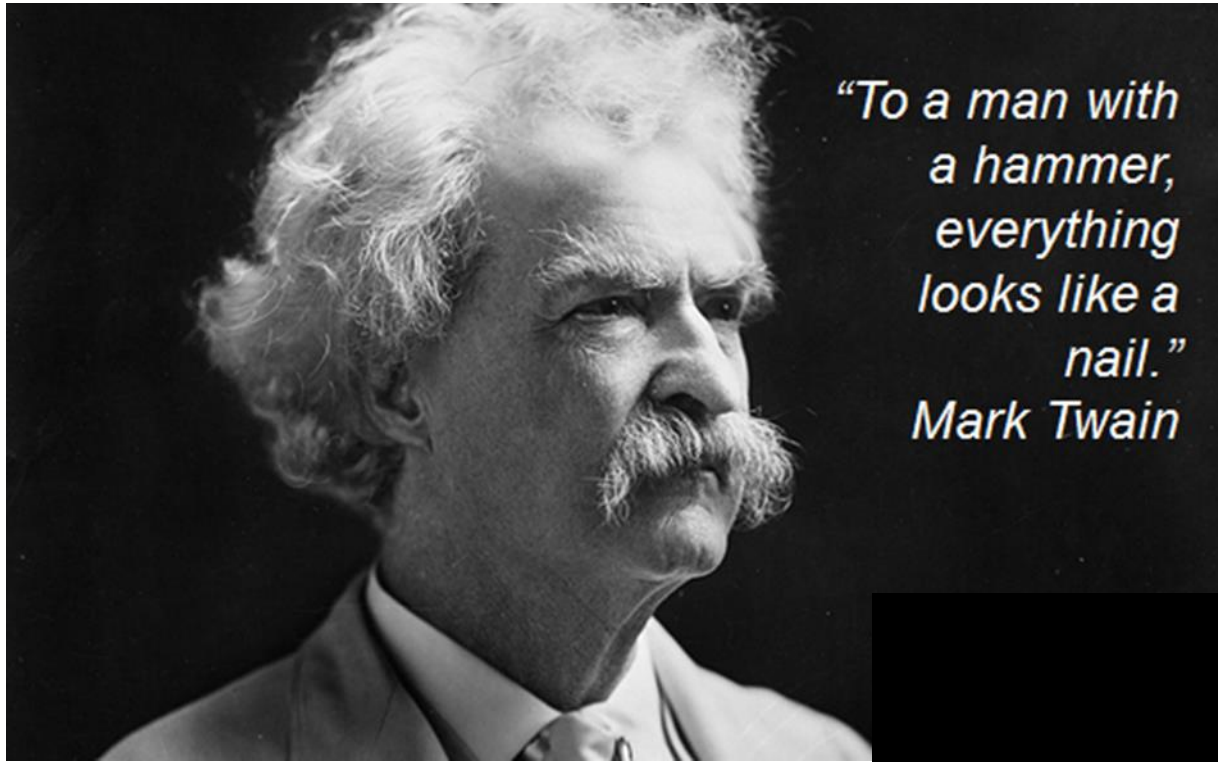 “To a man with
a hammer,
everything
looks like a
nail.”
Mark Twain